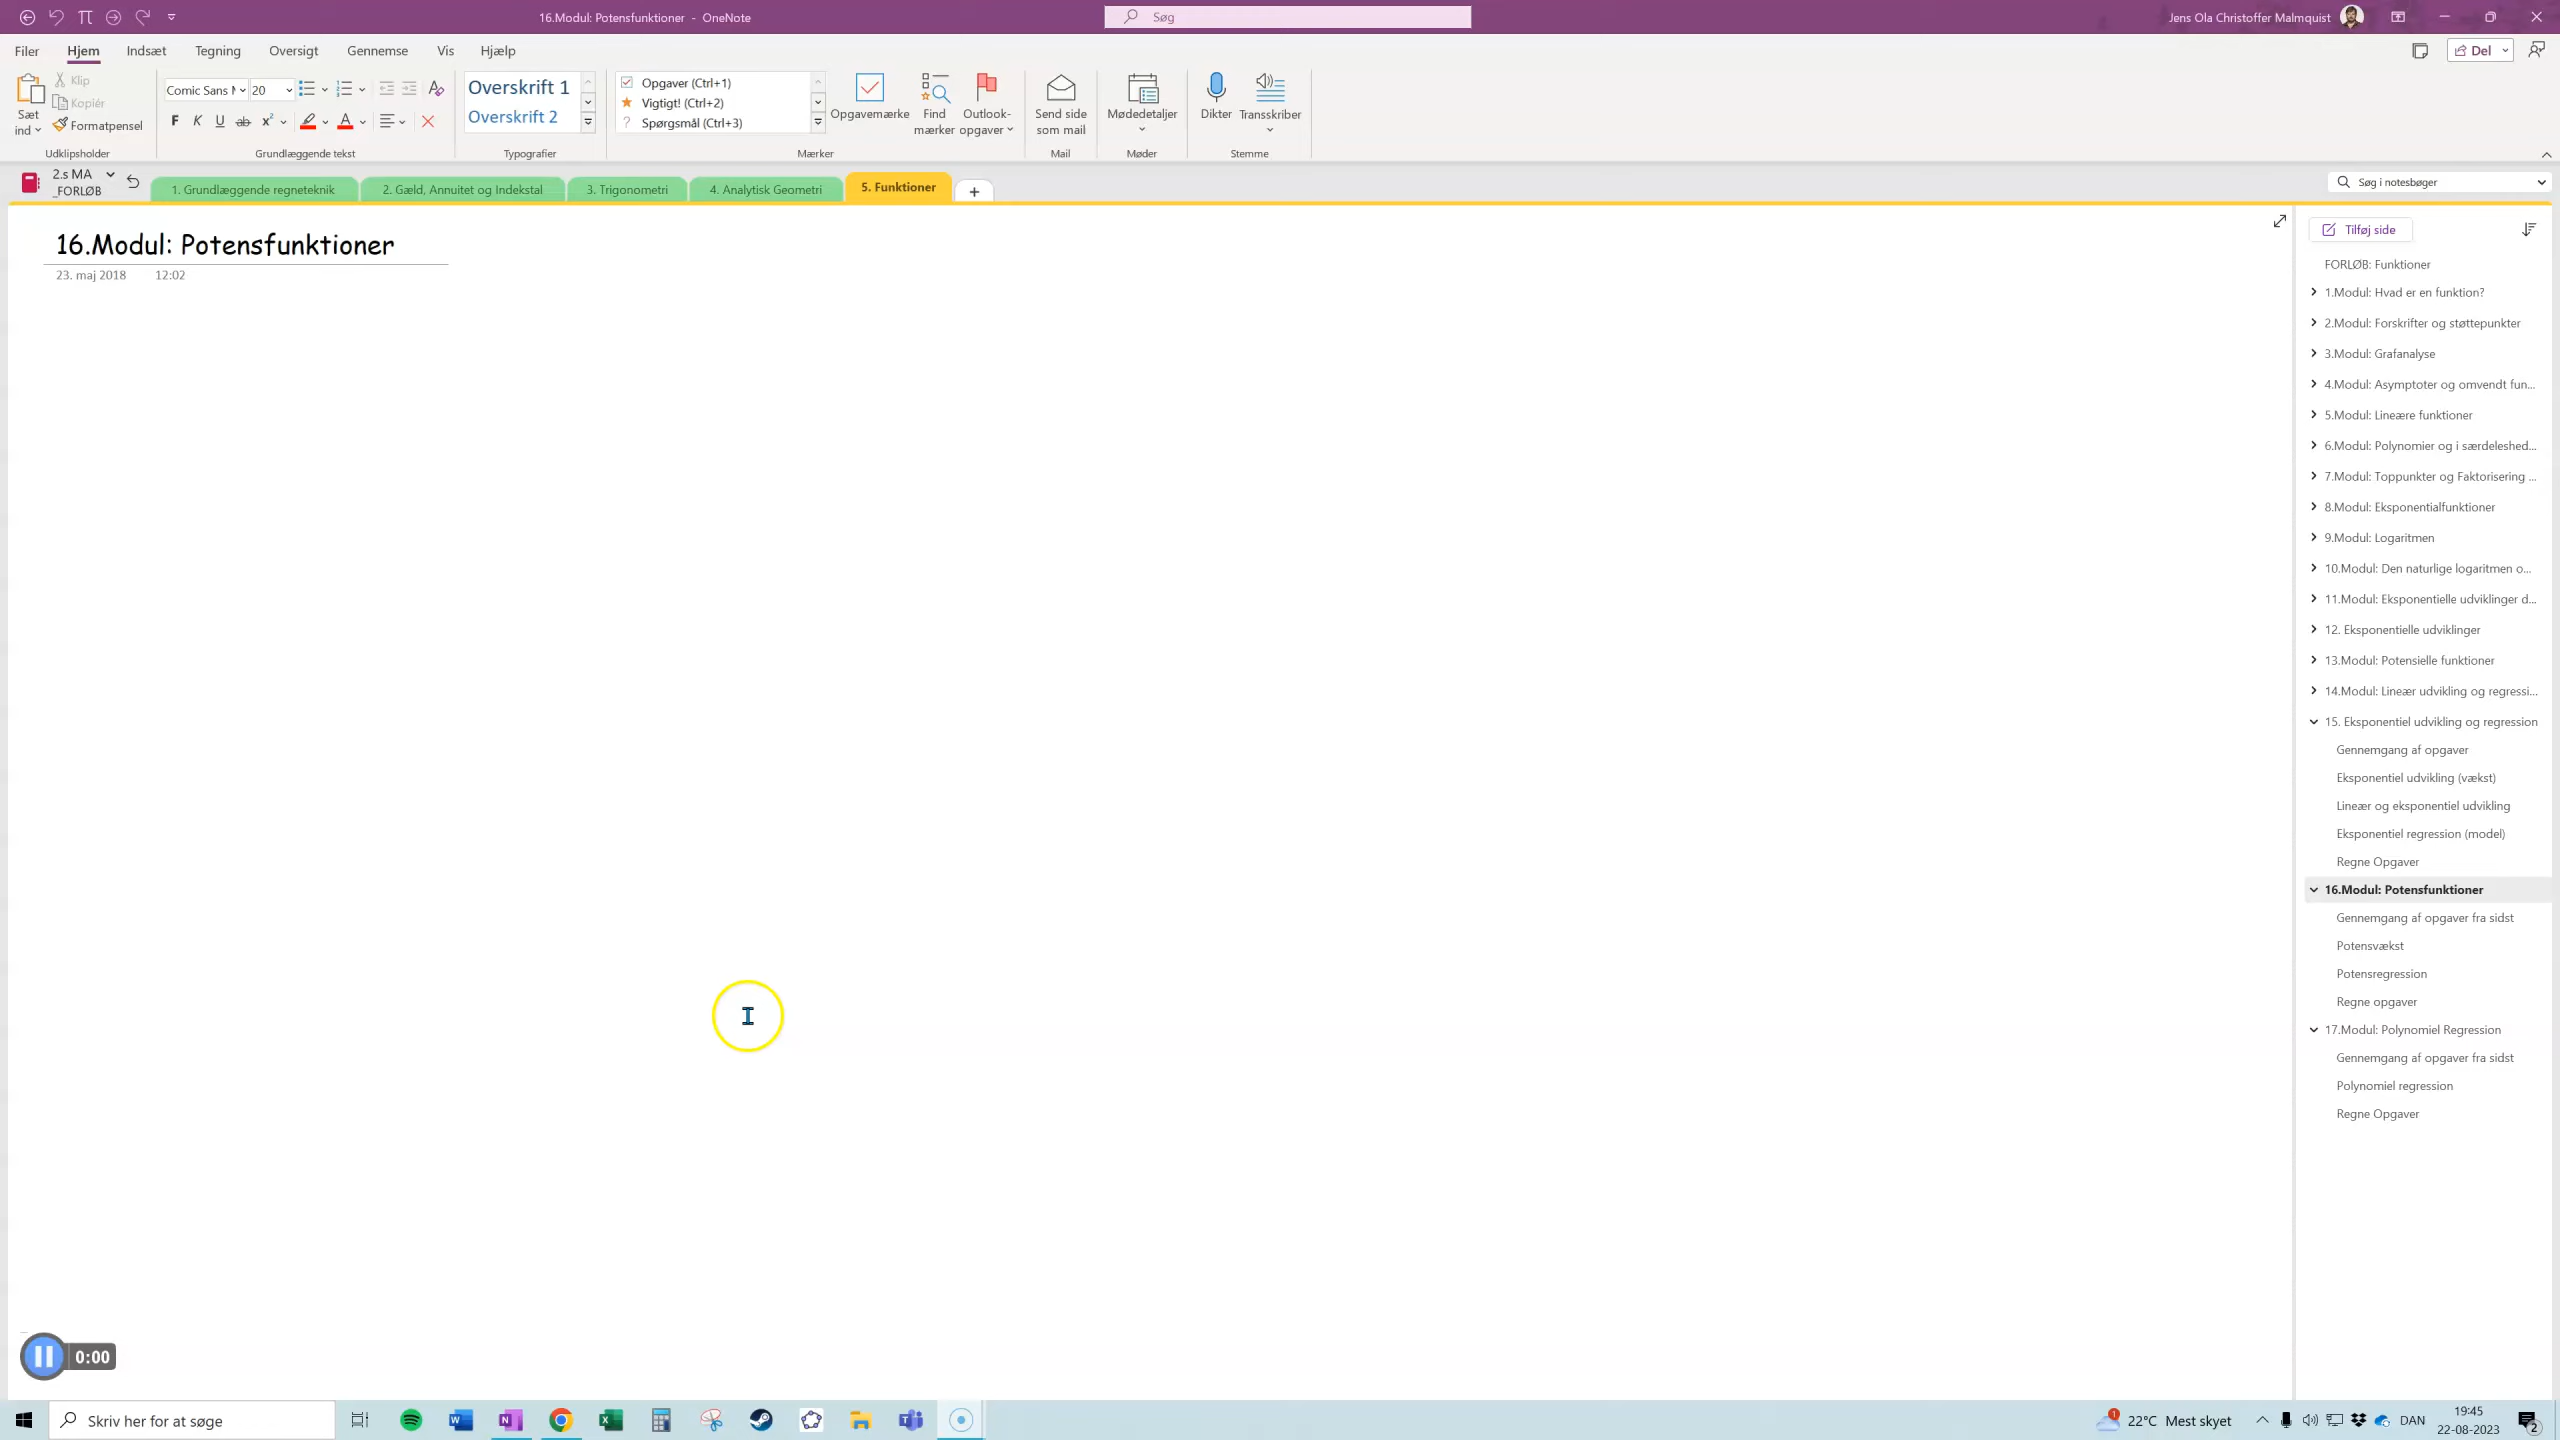 16.Modul: Potensfunktioner - OneNote
Søg
Jens Ola Christoffer Malmquist
Filer Hjem Indsæt Tegning Oversigt Gennemse Vis Hjælp
Del
Sæt ind
Klip
Kopiér
Formatpensel
Udklipsholder
Comic Sans M 20
F K U ab x²
A
Grundlæggende tekst
Overskrift 1
Overskrift 2
Typografier
Opgaver (Ctrl+1)
Vigtigt! (Ctrl+2)
? Spørgsmål (Ctrl+3)
Opgavemærke
Find mærker
Outlook-opgaver
Mærker
Send side som mail
Mail
Mødedetaljer
Møder
Dikter
Transskriber
Stemme
2.s MA _FORLØB
1. Grundlæggende regneteknik
2. Gæld, Annuitet og Indekstal
3. Trigonometri
4. Analytisk Geometri
5. Funktioner
+
Søg i notesbøger
16.Modul: Potensfunktioner
23. maj 2018 12:02
Tilføj side
FORLØB: Funktioner
1.Modul: Hvad er en funktion?
2.Modul: Forskrifter og støttepunkter
3.Modul: Grafanalyse
4.Modul: Asymptoter og omvendt fun...
5.Modul: Lineære funktioner
6.Modul: Polynomier og i særdeleshed...
7.Modul: Toppunkter og Faktorisering ...
8.Modul: Eksponentialfunktioner
9.Modul: Logaritmen
10.Modul: Den naturlige logaritmen o...
11.Modul: Eksponentielle udviklinger d...
12. Eksponentielle udviklinger
13.Modul: Potensielle funktioner
14.Modul: Lineær udvikling og regressi...
15. Eksponentiel udvikling og regression
Gennemgang af opgaver
Eksponentiel udvikling (vækst)
Lineær og eksponentiel udvikling
Eksponentiel regression (model)
Regne Opgaver
16.Modul: Potensfunktioner
Gennemgang af opgaver fra sidst
Potensvækst
Potensregression
Regne opgaver
17.Modul: Polynomiel Regression
Gennemgang af opgaver fra sidst
Polynomiel regression
Regne Opgaver
0:00
Skriv her for at søge
1
22°C Mest skyet
DAN
19:45
22-08-2023
2